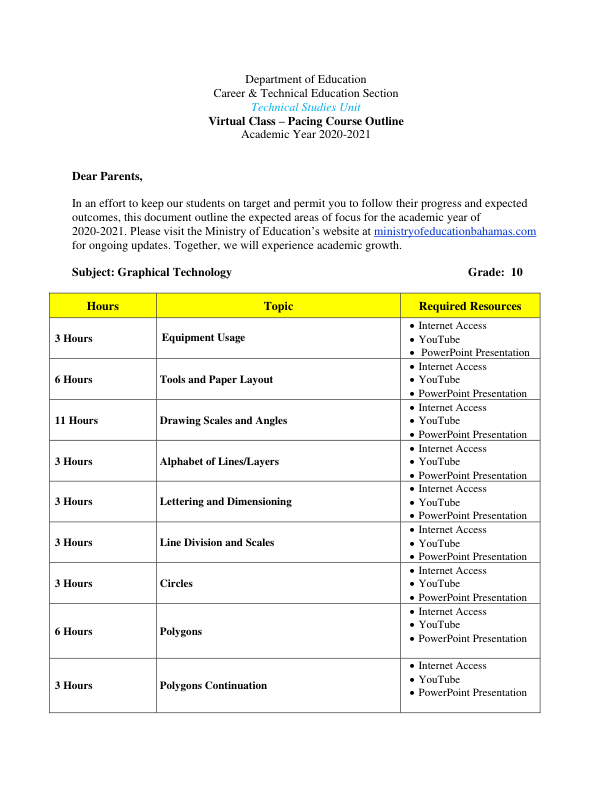 Department of Education
Career & Technical Education Section
Technical Studies Unit
Virtual Class – Pacing Course Outline
Academic Year 2020-2021
Dear Parents,
In an effort to keep our students on target and permit you to follow their progress and expected
outcomes, this document outline the expected areas of focus for the academic year of
2020-2021. Please visit the Ministry of Education’s website at ministryofeducationbahamas.com
for ongoing updates. Together, we will experience academic growth.
Subject: Graphical Technology Grade: 10
Hours Topic Required Resources
3 Hours Equipment Usage
• Internet Access
• YouTube
• PowerPoint Presentation
6 Hours Tools and Paper Layout
• Internet Access
• YouTube
• PowerPoint Presentation
11 Hours Drawing Scales and Angles
• Internet Access
• YouTube
• PowerPoint Presentation
3 Hours Alphabet of Lines/Layers
• Internet Access
• YouTube
• PowerPoint Presentation
3 Hours Lettering and Dimensioning
• Internet Access
• YouTube
• PowerPoint Presentation
3 Hours Line Division and Scales
• Internet Access
• YouTube
• PowerPoint Presentation
3 Hours Circles
• Internet Access
• YouTube
• PowerPoint Presentation
6 Hours Polygons
• Internet Access
• YouTube
• PowerPoint Presentation
3 Hours Polygons Continuation
• Internet Access
• YouTube
• PowerPoint Presentation